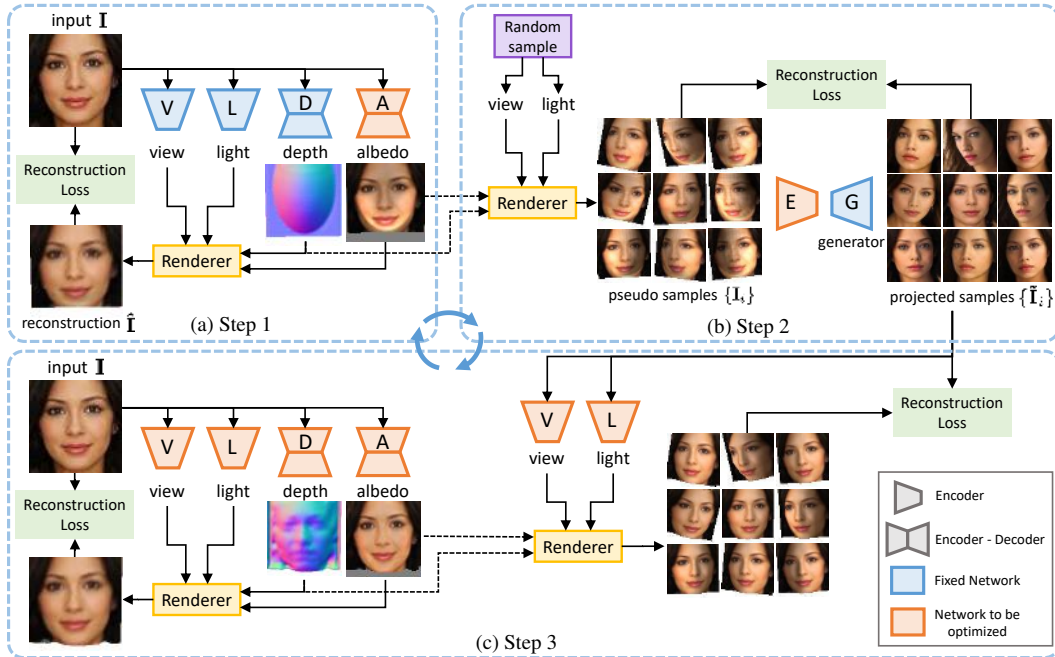 input I
V L D A
view light depth albedo
Reconstruction
Loss
Renderer
reconstruction Î
(a) Step 1
Random
sample
view light
Renderer
Reconstruction
Loss
E G
generator
pseudo samples {Iᵢ}
projected samples {Ĩᵢ}
(b) Step 2
input I
V L D A
view light depth albedo
Reconstruction
Loss
Renderer
V L
view light
Renderer
Reconstruction
Loss
(c) Step 3
Encoder
Encoder - Decoder
Fixed Network
Network to be
optimized